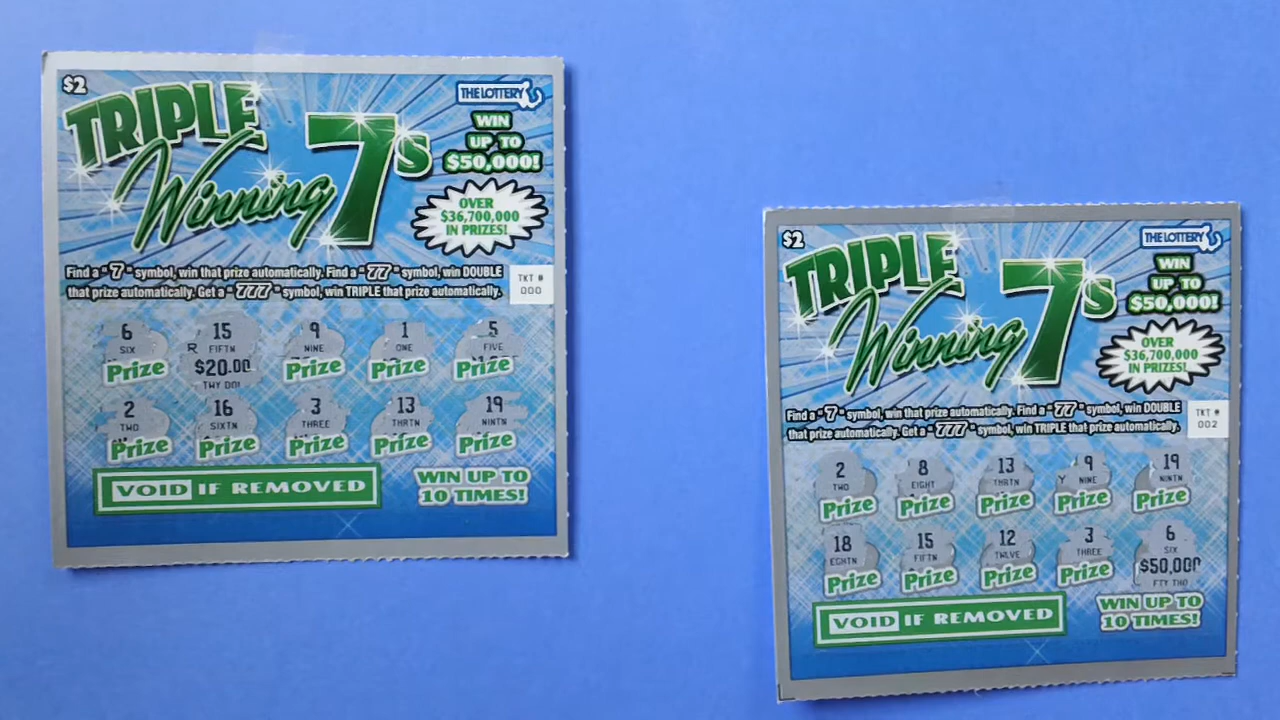 $2
THE LOTTERY
TRIPLE
Winning 7s
WIN
UP TO
$50,000!
OVER
$36,700,000
IN PRIZES!
Find a "7" symbol, win that prize automatically. Find a "77" symbol, win DOUBLE
that prize automatically. Get a "777" symbol, win TRIPLE that prize automatically.
TKT #
000
6 15 9 1 5
SIX R FIFTN NINE ONE FIVE
Prize $20.00 Prize Prize Prize
TWY DOL
2 16 3 13 19
TWO SIXTN THREE THRTN NINTN
Prize Prize Prize Prize Prize
VOID IF REMOVED
WIN UP TO
10 TIMES!
$2
THE LOTTERY
TRIPLE
Winning 7s
WIN
UP TO
$50,000!
OVER
$36,700,000
IN PRIZES!
Find a "7" symbol, win that prize automatically. Find a "77" symbol, win DOUBLE
that prize automatically. Get a "777" symbol, win TRIPLE that prize automatically.
TKT #
002
2 8 13 9 19
TWO EIGHT THRTN Y NINE NINTN
Prize Prize Prize Prize Prize
18 15 12 3 6
EGHTN FIFTN TWLVE THREE SIX
Prize Prize Prize Prize $50,000
FTY THO
VOID IF REMOVED
WIN UP TO
10 TIMES!